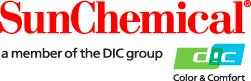 SunChemical®
a member of the DIC group
DIC
Color & Comfort